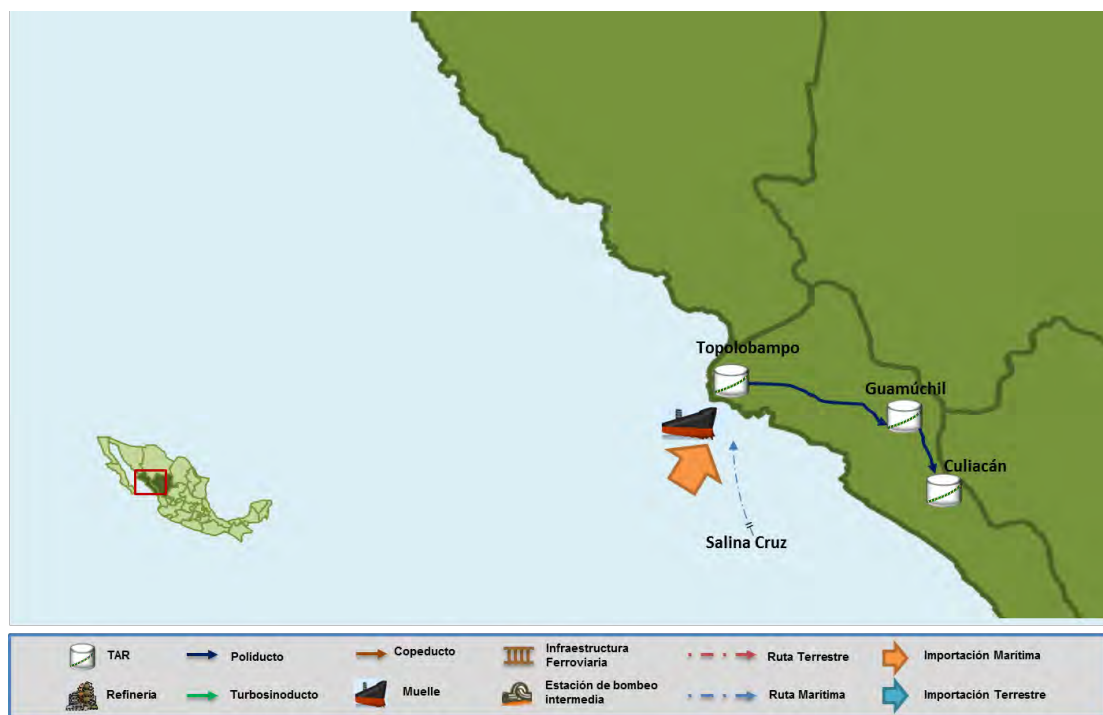 Topolobampo
Guamúchil
Culiacán
Salina Cruz
TAR
Poliducto
Copeducto
Infraestructura
Ferroviaria
Ruta Terrestre
Importación Marítima
Refinería
Turbosinoducto
Muelle
Estación de bombeo
intermedia
Ruta Marítima
Importación Terrestre